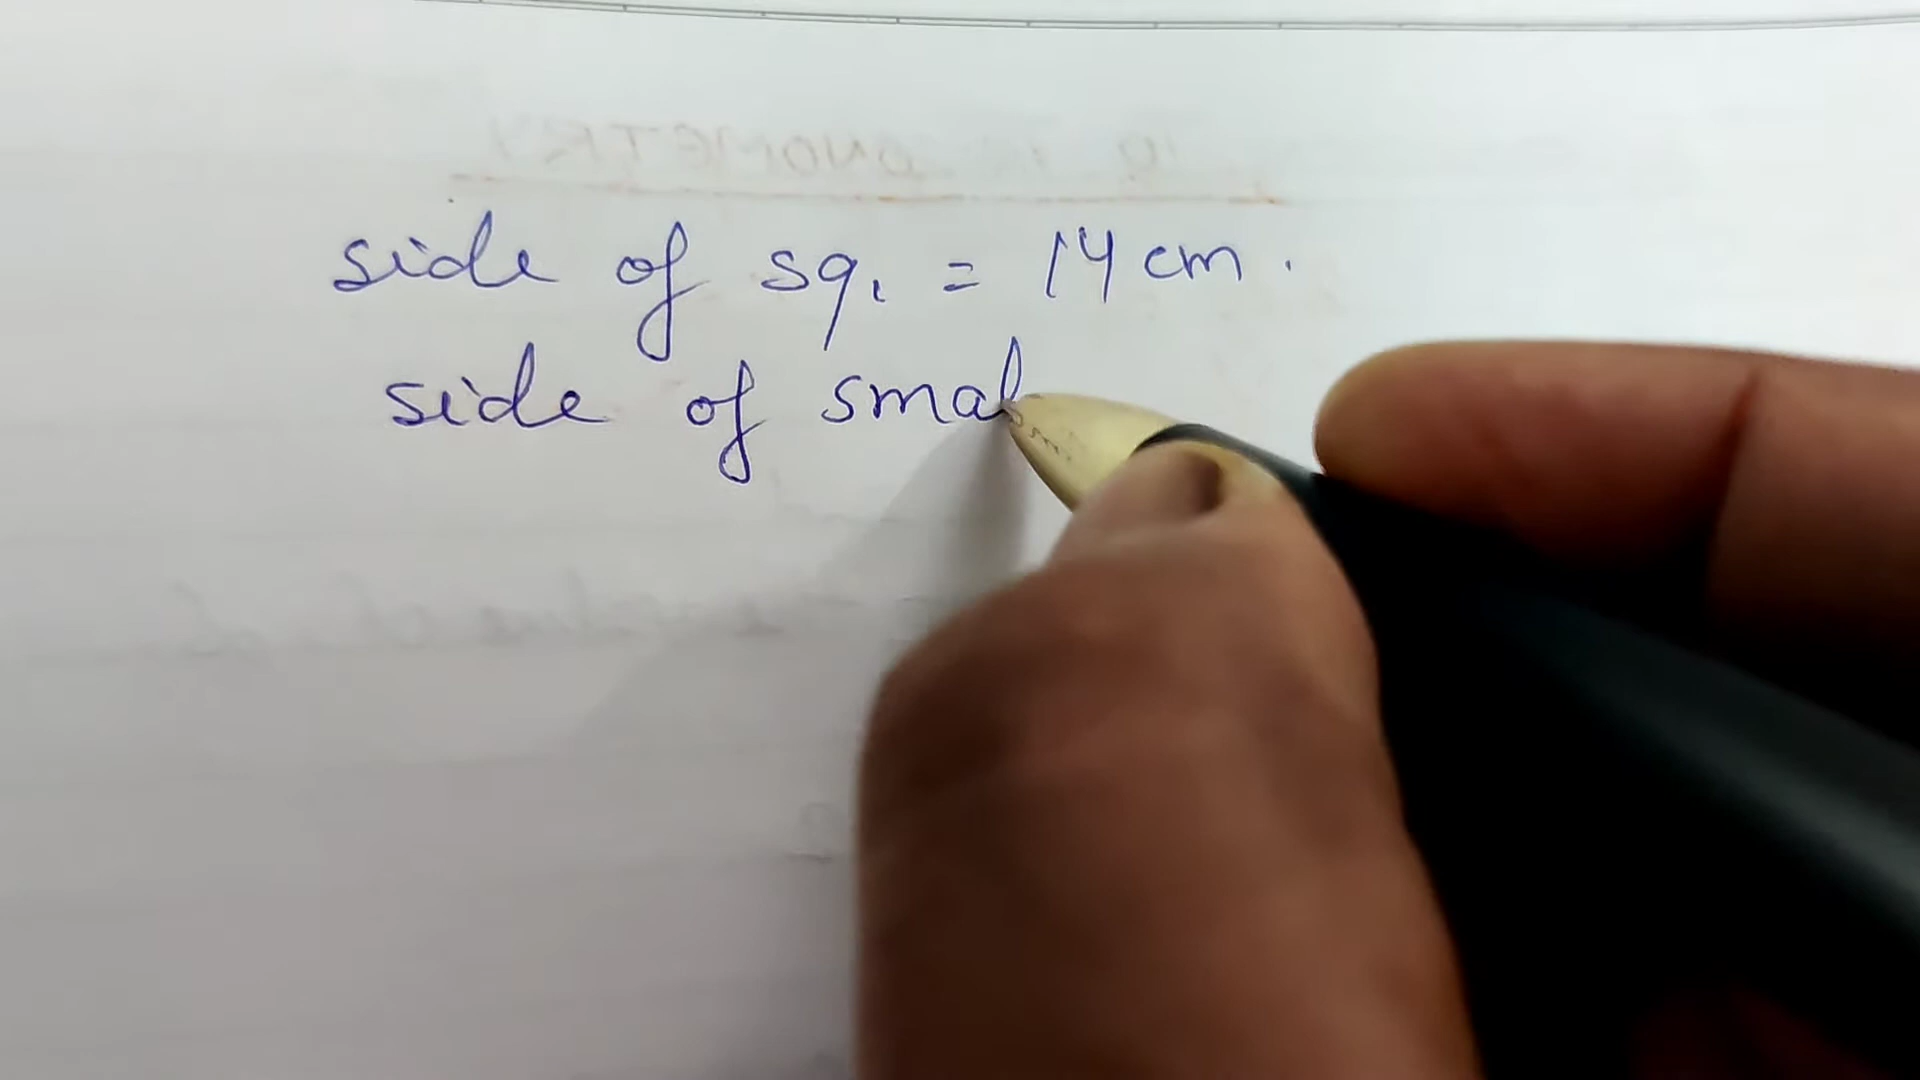 side of sq. = 14 cm.
side of smal